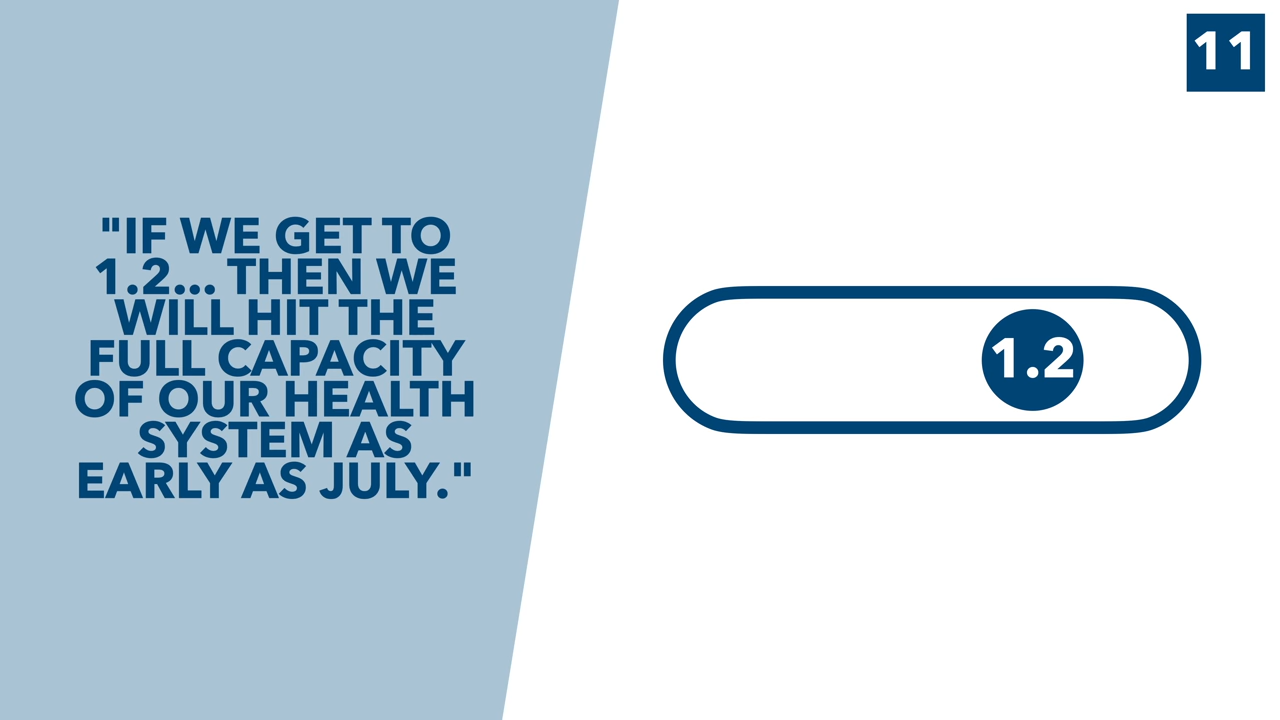 "IF WE GET TO
1.2... THEN WE
WILL HIT THE
FULL CAPACITY
OF OUR HEALTH
SYSTEM AS
EARLY AS JULY."
11
1.2